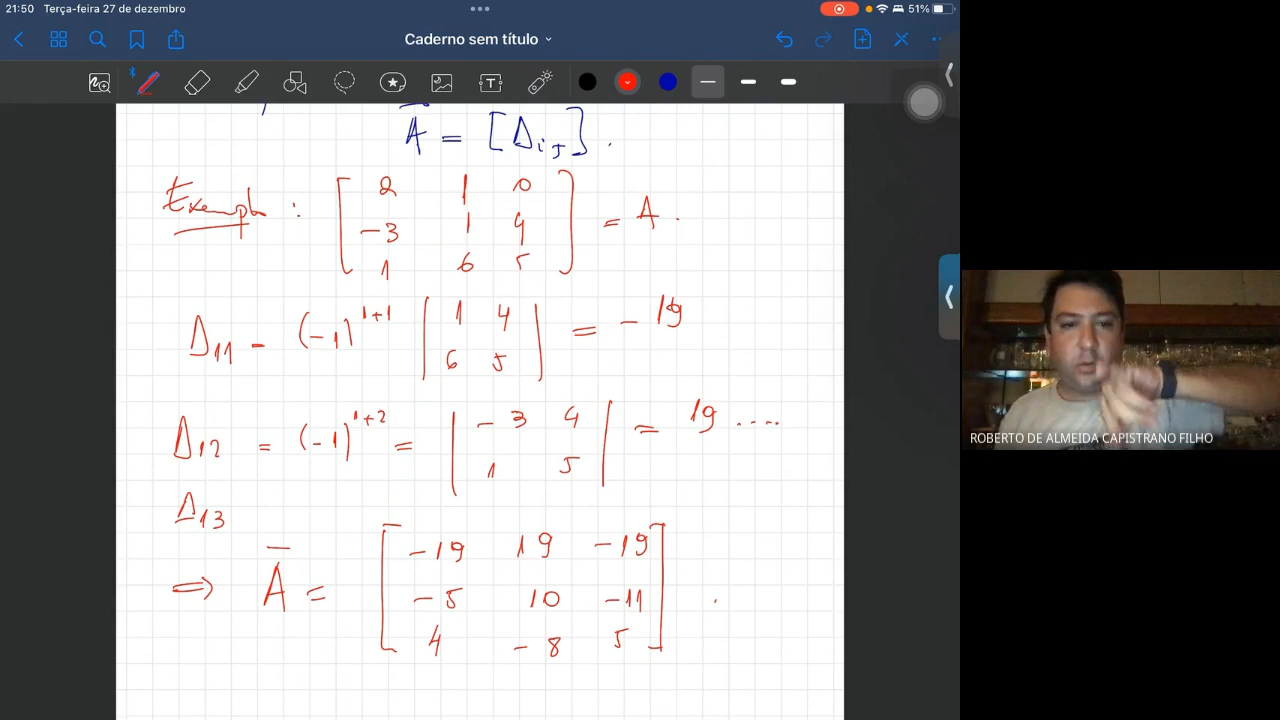 21:50 Terça-feira 27 de dezembro
51%
Caderno sem título
T
Ā = [Δij].
Exemplo: [2 1 0
-3 1 4
1 6 5] = A.
Δ11 = (-1)^1+1 |1 4
6 5| = -19
Δ12 = (-1)^1+2 = |-3 4
1 5| = 19 ....
Δ13
⇒ Ā = [-19 19 -19
-5 10 -11
4 -8 5].
ROBERTO DE ALMEIDA CAPISTRANO FILHO